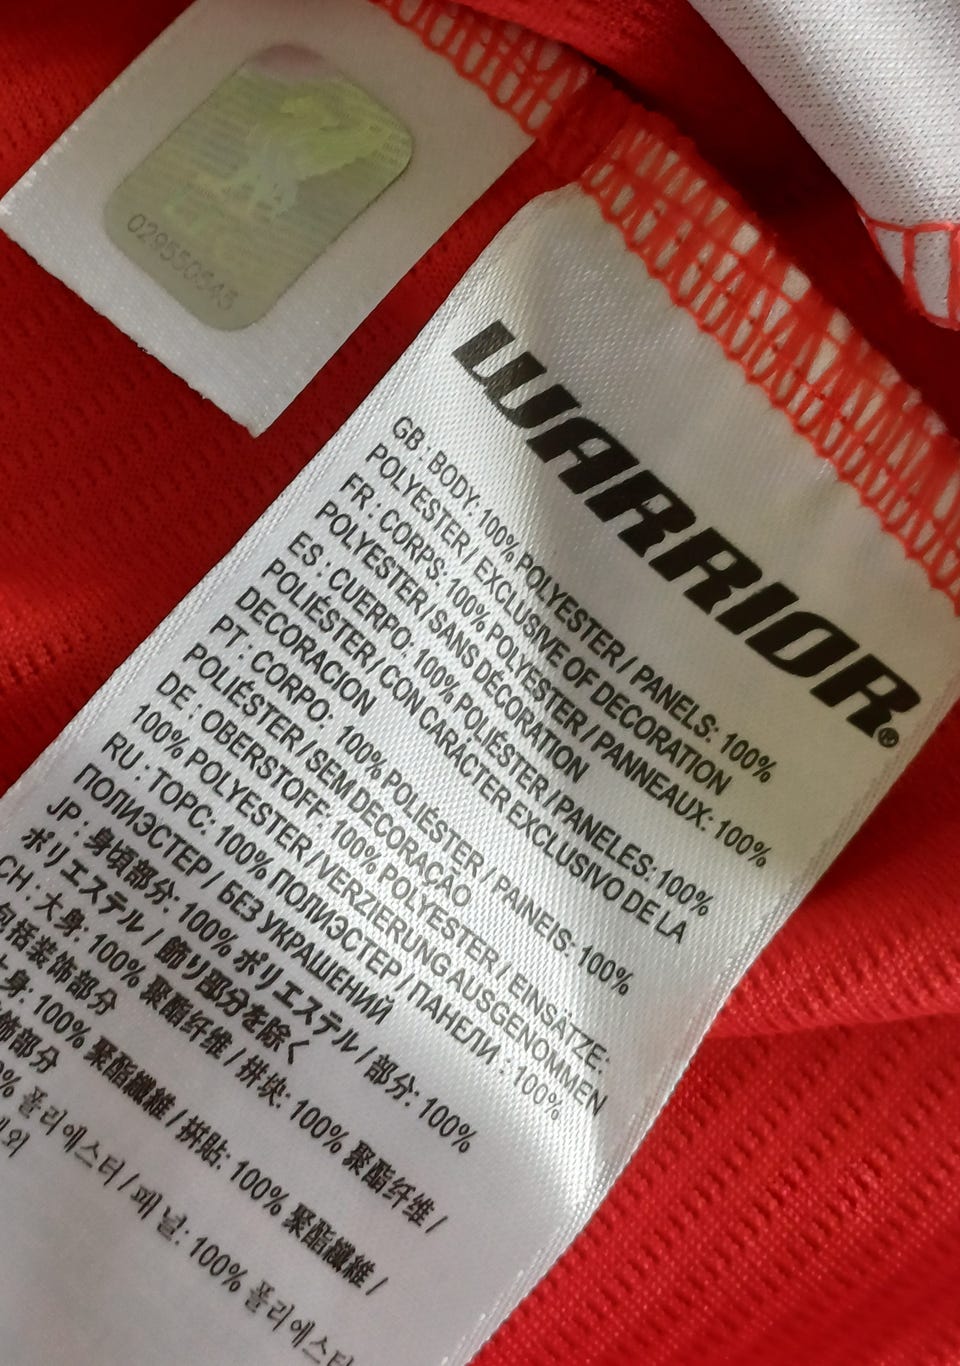 029550545
WARRIOR®
GB : BODY: 100% POLYESTER / PANELS: 100%
POLYESTER / EXCLUSIVE OF DECORATION
FR : CORPS: 100% POLYESTER / PANNEAUX: 100%
POLYESTER / SANS DÉCORATION
ES : CUERPO: 100% POLIÉSTER / PANELES: 100%
POLIÉSTER / CON CARÁCTER EXCLUSIVO DE LA
DECORACION
PT : CORPO: 100% POLIÉSTER / PAINEIS: 100%
POLIÉSTER / SEM DECORAÇÃO
DE : OBERSTOFF: 100% POLYESTER / EINSÄTZE:
100% POLYESTER / VERZIERUNG AUSGENOMMEN
RU : ТОРС: 100% ПОЛИЭСТЕР / ПАНЕЛИ : 100%
ПОЛИЭСТЕР / БЕЗ УКРАШЕНИЙ
JP : 身頃部分: 100% ポリエステル / 部分: 100%
ポリエステル / 飾り部分を除く
CH : 大身: 100% 聚酯纤维 / 拼块: 100% 聚酯纤维 /
包括装饰部分
大身: 100% 聚酯纖維 / 拼貼: 100% 聚酯纖維 /
飾部分
% 폴리에스터 / 패널: 100% 폴리에스터
외